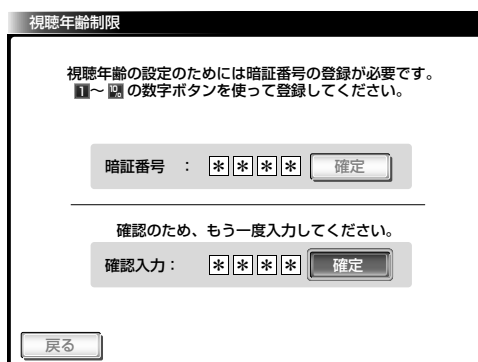 視聴年齢制限
視聴年齢の設定のためには暗証番号の登録が必要です。
1～10の数字ボタンを使って登録してください。
暗証番号 ： ＊＊＊＊ 確定
確認のため、もう一度入力してください。
確認入力： ＊＊＊＊ 確定
戻る